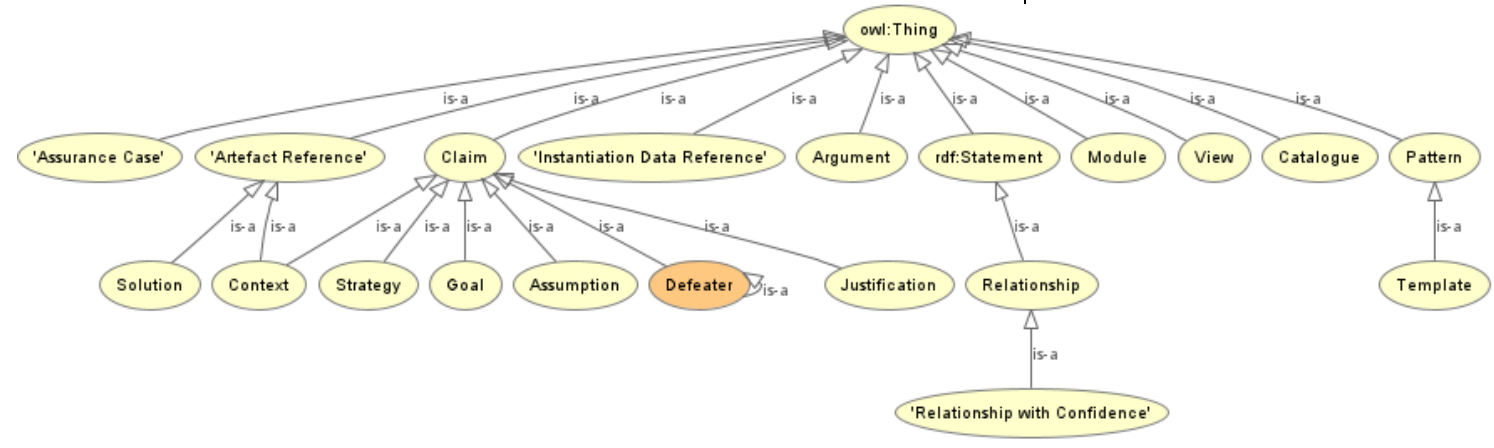 owl:Thing
is-a is-a is-a is-a is-a is-a is-a is-a is-a is-a
'Assurance Case' 'Artefact Reference' Claim 'Instantiation Data Reference' Argument rdf:Statement Module View Catalogue Pattern
is-a is-a is-a is-a is-a is-a is-a is-a is-a is-a
Solution Context Strategy Goal Assumption Defeater is-a Justification Relationship Template
is-a
'Relationship with Confidence'